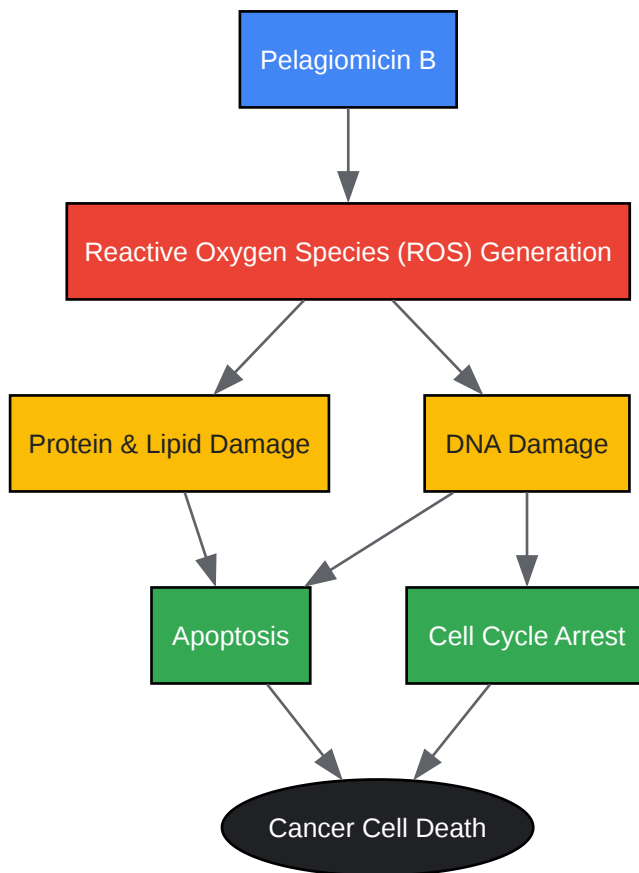 Pelagiomicin B
Reactive Oxygen Species (ROS) Generation
Protein & Lipid Damage
DNA Damage
Apoptosis
Cell Cycle Arrest
Cancer Cell Death